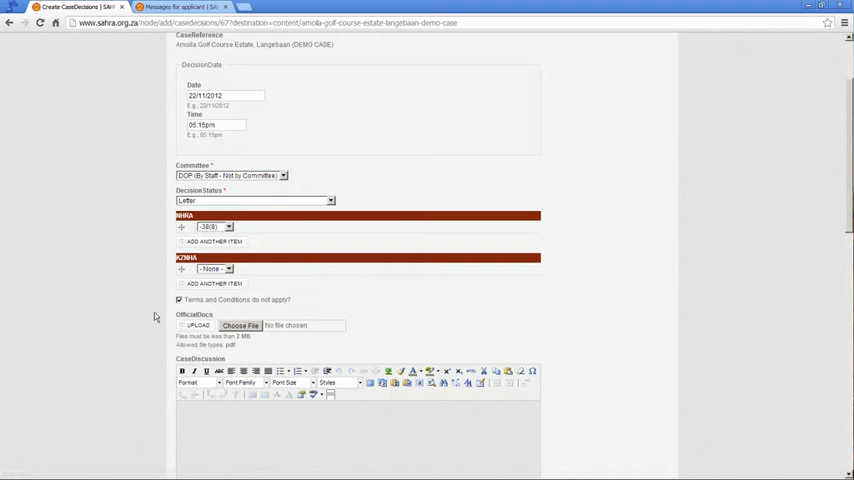 Create CaseDecisions | SAH
Messages for applicant | SA
www.sahra.org.za/node/add/casedecisions/67?destination=content/amoila-golf-course-estate-langebaan-demo-case
CaseReference
Amoila Golf Course Estate, Langebaan (DEMO CASE)
DecisionDate
Date
22/11/2012
E.g., 22/11/2012
Time
05:15pm
E.g., 05:15pm
Committee *
DOP (By Staff - Not by Committee)
DecisionStatus *
Letter
NHRA
-38(8)
ADD ANOTHER ITEM
KZNHA
- None -
ADD ANOTHER ITEM
Terms and Conditions do not apply?
OfficialDocs
UPLOAD Choose File No file chosen
Files must be less than 2 MB.
Allowed file types: pdf.
CaseDiscussion
B I U ABC
HTML
Format Font Family Font Size Styles